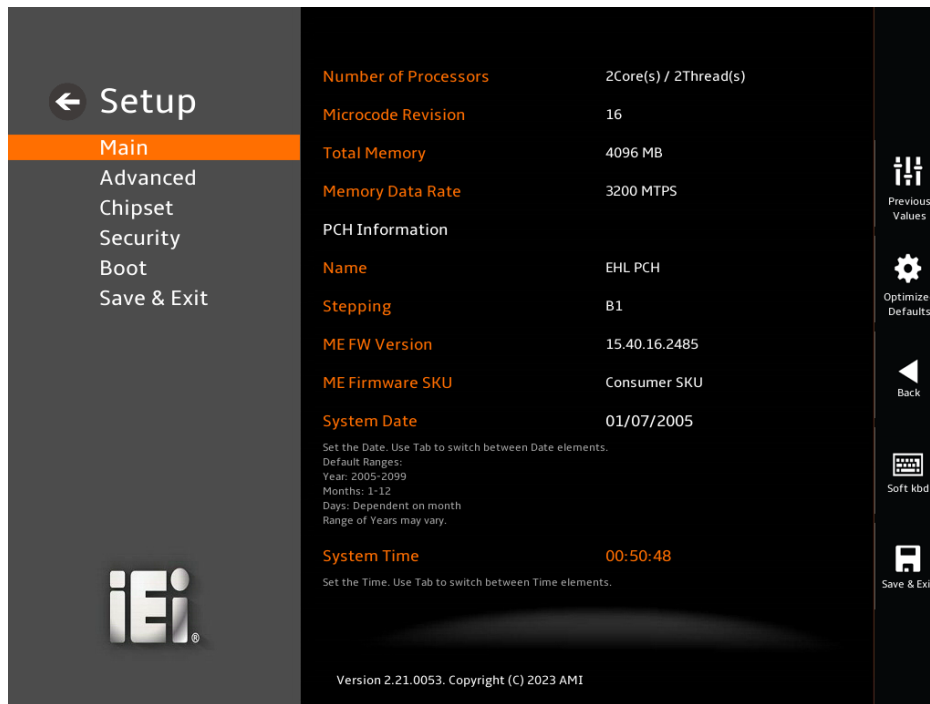 Setup
Main
Advanced
Chipset
Security
Boot
Save & Exit
iEi®
Number of Processors 2Core(s) / 2Thread(s)
Microcode Revision 16
Total Memory 4096 MB
Memory Data Rate 3200 MTPS
PCH Information
Name EHL PCH
Stepping B1
ME FW Version 15.40.16.2485
ME Firmware SKU Consumer SKU
System Date 01/07/2005
Set the Date. Use Tab to switch between Date elements.
Default Ranges:
Year: 2005-2099
Months: 1-12
Days: Dependent on month
Range of Years may vary.
System Time 00:50:48
Set the Time. Use Tab to switch between Time elements.
Version 2.21.0053. Copyright (C) 2023 AMI
Previous
Values
Optimize
Defaults
Back
Soft kbd
Save & Exi